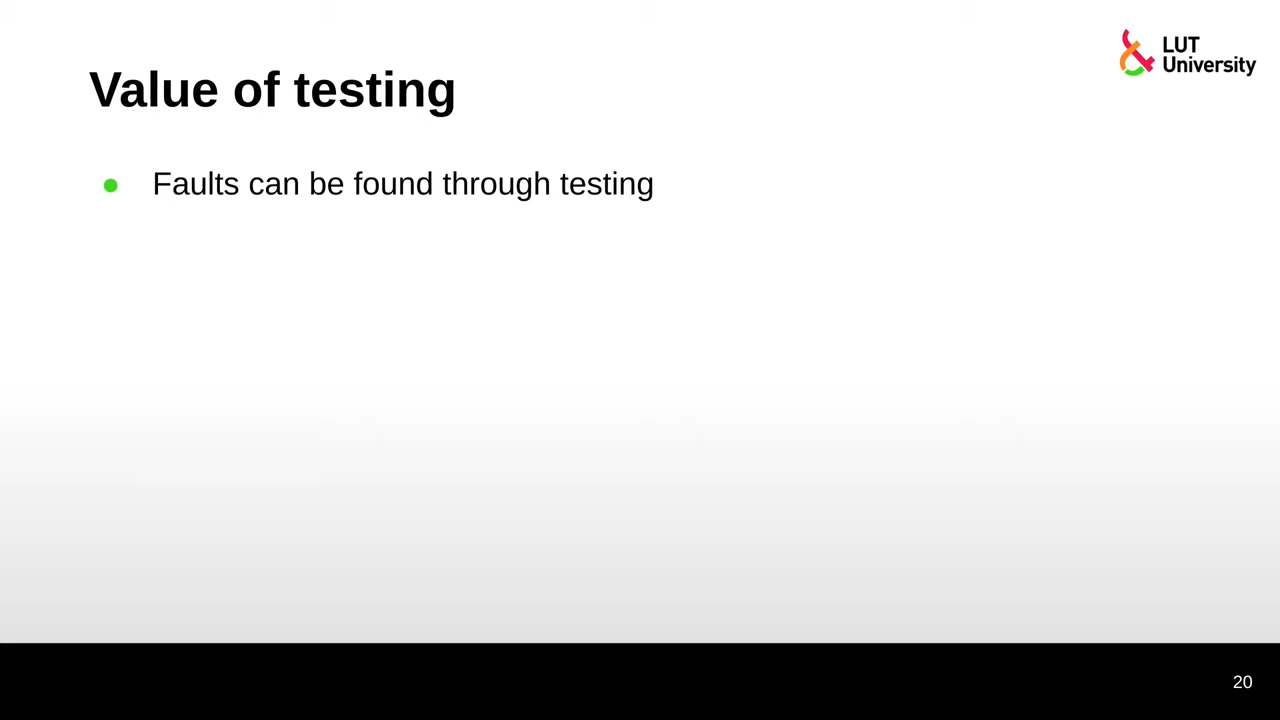 LUT
University
Value of testing
Faults can be found through testing
20